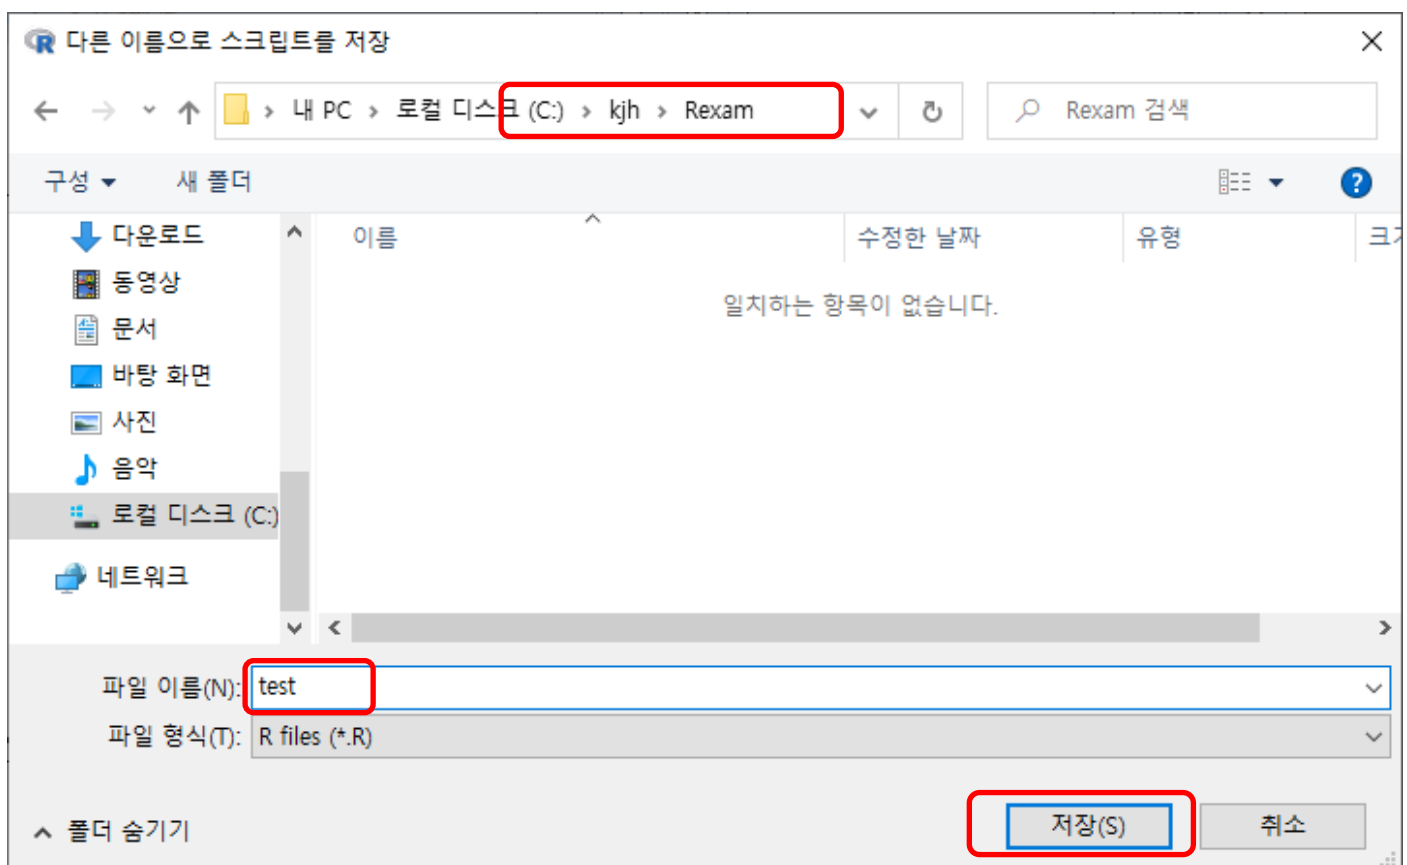 다른 이름으로 스크립트를 저장
내 PC > 로컬 디스크 (C:) > kjh > Rexam
Rexam 검색
구성
새 폴더
이름
수정한 날짜
유형
크기
다운로드
동영상
문서
바탕 화면
사진
음악
로컬 디스크 (C:)
네트워크
일치하는 항목이 없습니다.
파일 이름(N): test
파일 형식(T): R files (*.R)
폴더 숨기기
저장(S)
취소